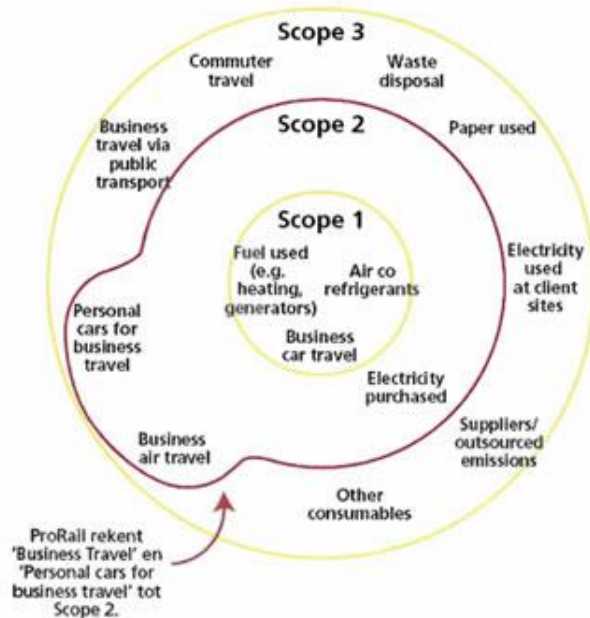 Scope 3
Commuter
travel
Waste
disposal
Business
travel via
public
transport
Scope 2
Paper used
Scope 1
Fuel used
(e.g.
heating,
generators)
Air co
refrigerants
Business
car travel
Electricity
used
at client
sites
Personal
cars for
business
travel
Electricity
purchased
Business
air travel
Suppliers/
outsourced
emissions
Other
consumables
ProRail rekent
'Business Travel' en
'Personal cars for
business travel' tot
Scope 2.